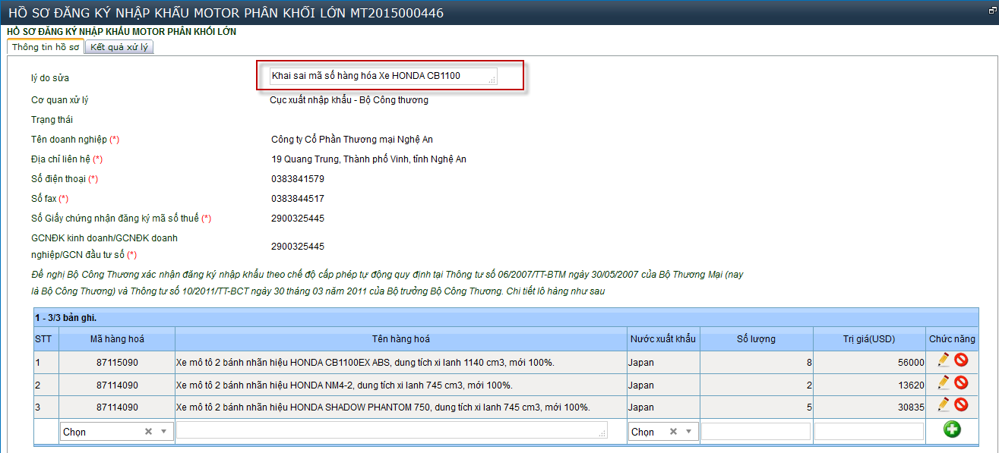 HỒ SƠ ĐĂNG KÝ NHẬP KHẨU MOTOR PHÂN KHỐI LỚN MT2015000446
HỒ SƠ ĐĂNG KÝ NHẬP KHẨU MOTOR PHÂN KHỐI LỚN
Thông tin hồ sơ Kết quả xử lý
lý do sửa Khai sai mã số hàng hóa Xe HONDA CB1100
Cơ quan xử lý Cục xuất nhập khẩu - Bộ Công thương
Trạng thái
Tên doanh nghiệp (*) Công ty Cổ Phần Thương mại Nghệ An
Địa chỉ liên hệ (*) 19 Quang Trung, Thành phố Vinh, tỉnh Nghệ An
Số điện thoại (*) 0383841579
Số fax (*) 0383844517
Số Giấy chứng nhận đăng ký mã số thuế (*) 2900325445
GCNĐK kinh doanh/GCNĐK doanh
nghiệp/GCN đầu tư số (*) 2900325445
Đề nghị Bộ Công Thương xác nhận đăng ký nhập khẩu theo chế độ cấp phép tự động quy định tại Thông tư số 06/2007/TT-BTM ngày 30/05/2007 của Bộ Thương Mại (nay
là Bộ Công Thương) và Thông tư số 10/2011/TT-BCT ngày 30 tháng 03 năm 2011 của Bộ trưởng Bộ Công Thương. Chi tiết lô hàng như sau
1 - 3/3 bản ghi.
STT Mã hàng hoá Tên hàng hoá Nước xuất khẩu Số lượng Trị giá(USD) Chức năng
1 87115090 Xe mô tô 2 bánh nhãn hiệu HONDA CB1100EX ABS, dung tích xi lanh 1140 cm3, mới 100%. Japan 8 56000
2 87114090 Xe mô tô 2 bánh nhãn hiệu HONDA NM4-2, dung tích xi lanh 745 cm3, mới 100%. Japan 2 13620
3 87114090 Xe mô tô 2 bánh nhãn hiệu HONDA SHADOW PHANTOM 750, dung tích xi lanh 745 cm3, mới 100%. Japan 5 30835
Chọn Chọn